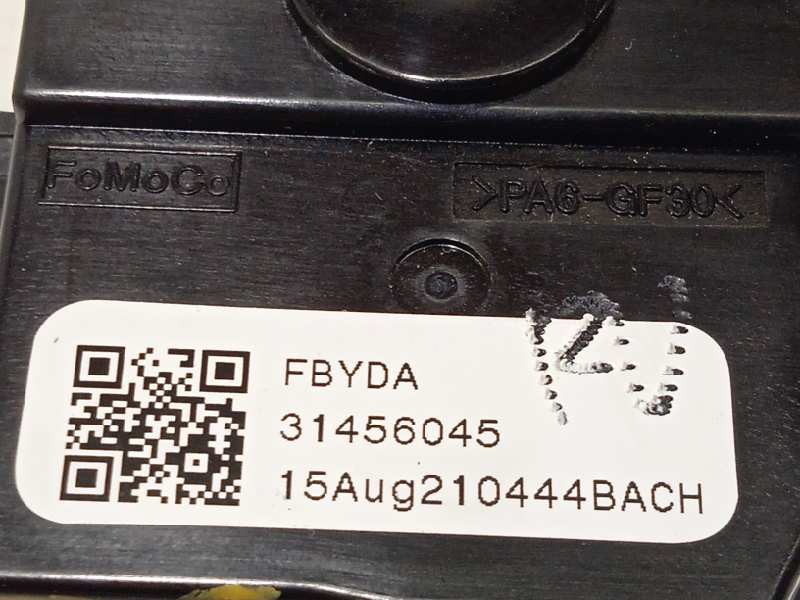 FoMoCo
>PA6-GF30<
FBYDA
31456045
15Aug210444BACH